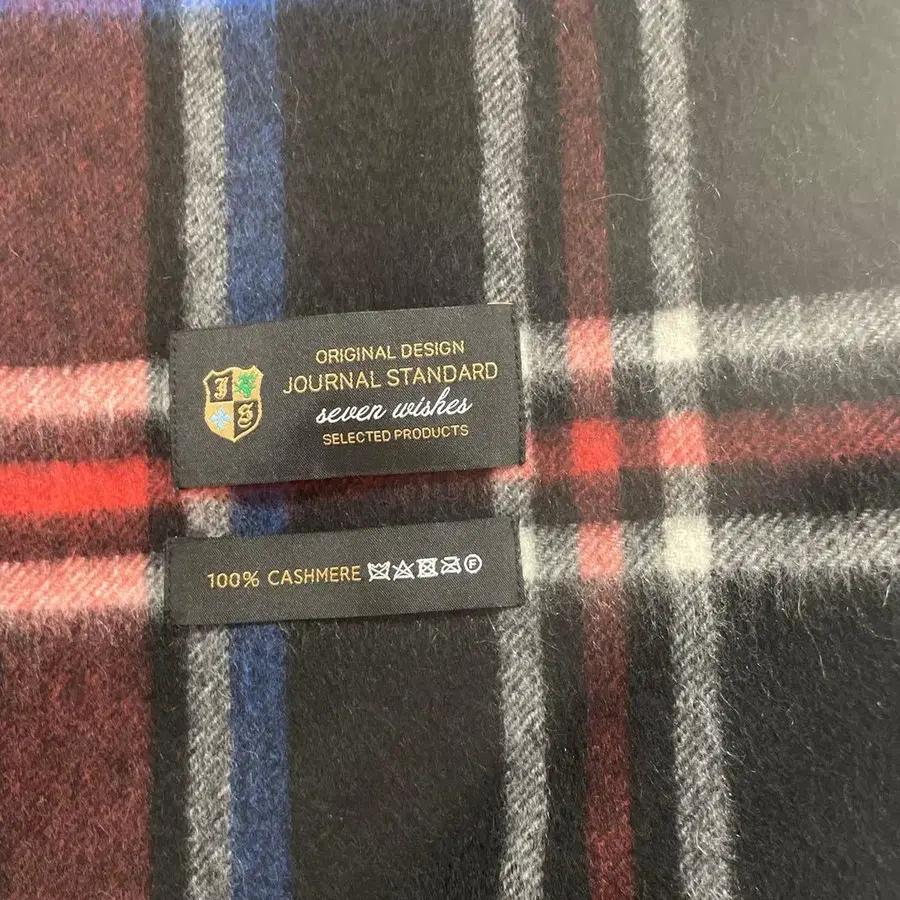 ORIGINAL DESIGN
JOURNAL STANDARD
seven wishes
SELECTED PRODUCTS
J
S
100% CASHMERE F